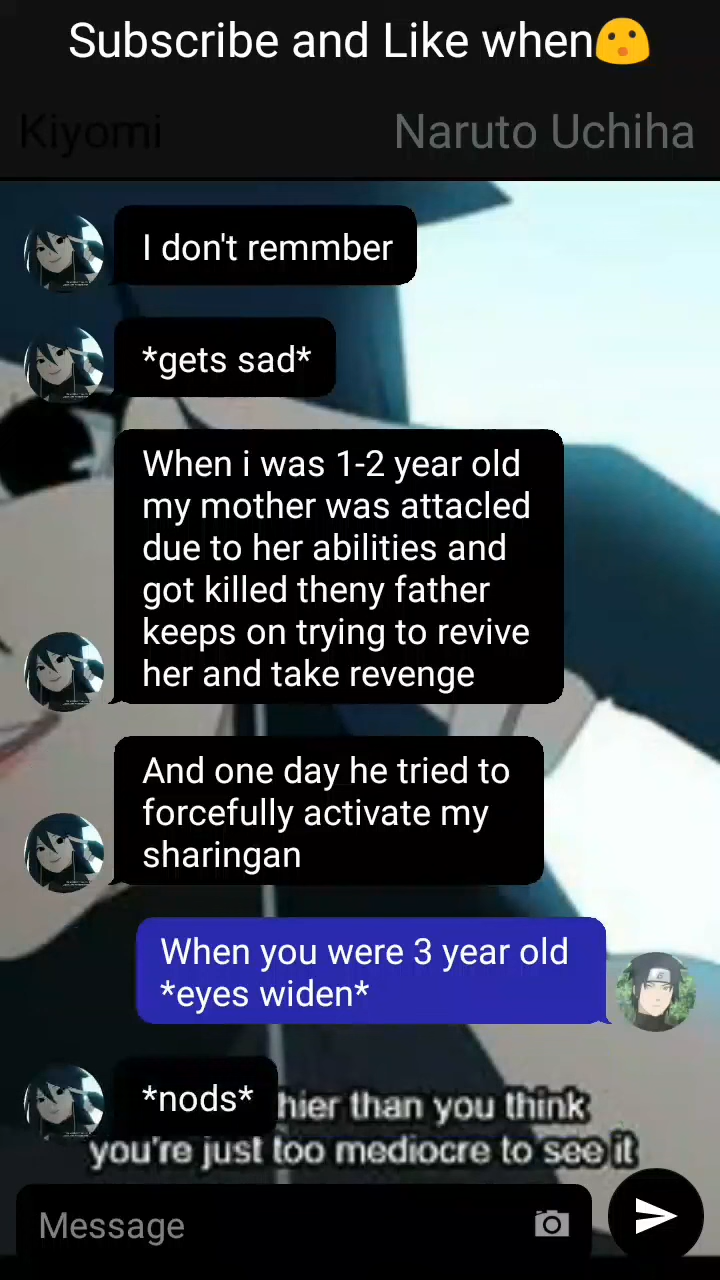 Subscribe and Like when😮
Kiyomi
Naruto Uchiha
I don't remmber
*gets sad*
When i was 1-2 year old
my mother was attacled
due to her abilities and
got killed theny father
keeps on trying to revive
her and take revenge
And one day he tried to
forcefully activate my
sharingan
When you were 3 year old
*eyes widen*
*nods*
hier than you think
you're just too mediocre to see it
Message